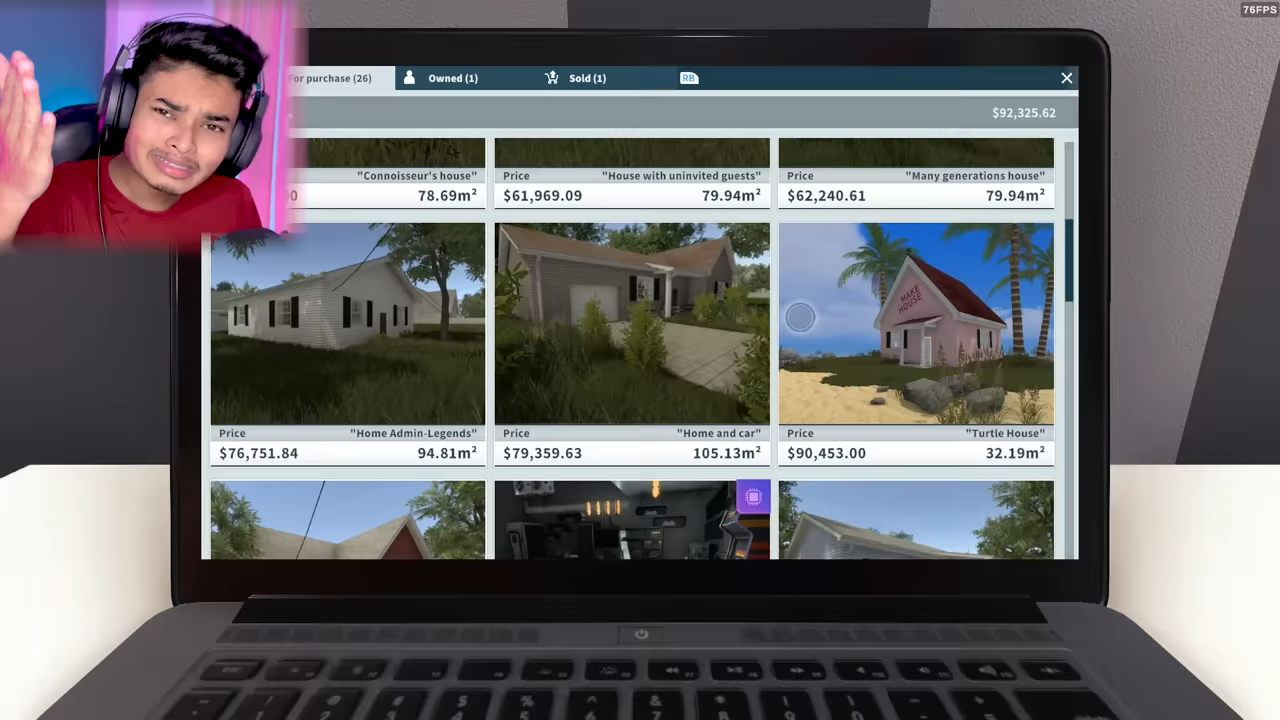 76FPS
For purchase (26)
Owned (1)
Sold (1)
RB
$92,325.62
"Connoisseur's house"
Price
"House with uninvited guests"
Price
"Many generations house"
78.69m²
$61,969.09
79.94m²
$62,240.61
79.94m²
MAKE
HOUSE
Price
"Home Admin-Legends"
Price
"Home and car"
Price
"Turtle House"
$76,751.84
94.81m²
$79,359.63
105.13m²
$90,453.00
32.19m²